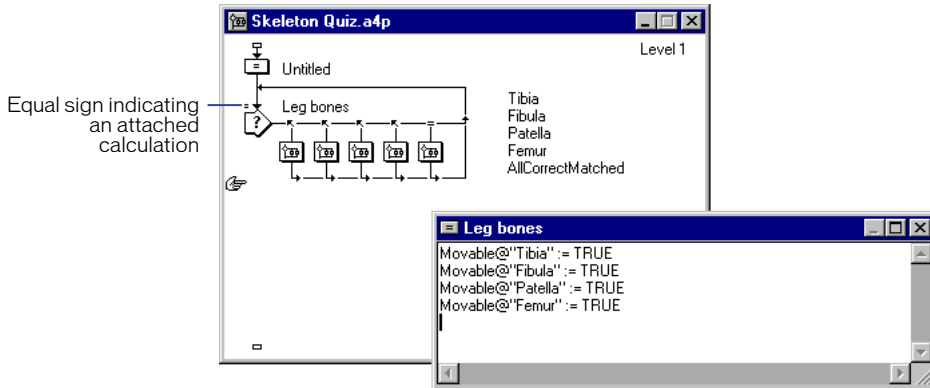 Skeleton Quiz.a4p
Level 1
=
Untitled
Equal sign indicating
an attached
calculation
=
Leg bones
?
=
Tibia
Fibula
Patella
Femur
AllCorrectMatched
= Leg bones
Movable@"Tibia" := TRUE
Movable@"Fibula" := TRUE
Movable@"Patella" := TRUE
Movable@"Femur" := TRUE